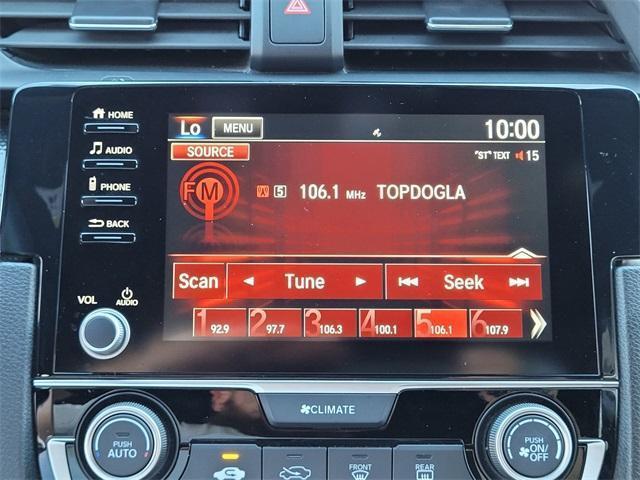 HOME
AUDIO
PHONE
BACK
VOL
AUDIO
Lo MENU 10:00
SOURCE "ST" TEXT 15
FM 5 106.1 MHz TOPDOGLA
Scan Tune Seek
1 92.9 2 97.7 3 106.3 4 100.1 5 106.1 6 107.9
CLIMATE
PUSH AUTO
FRONT
REAR
PUSH ON/OFF